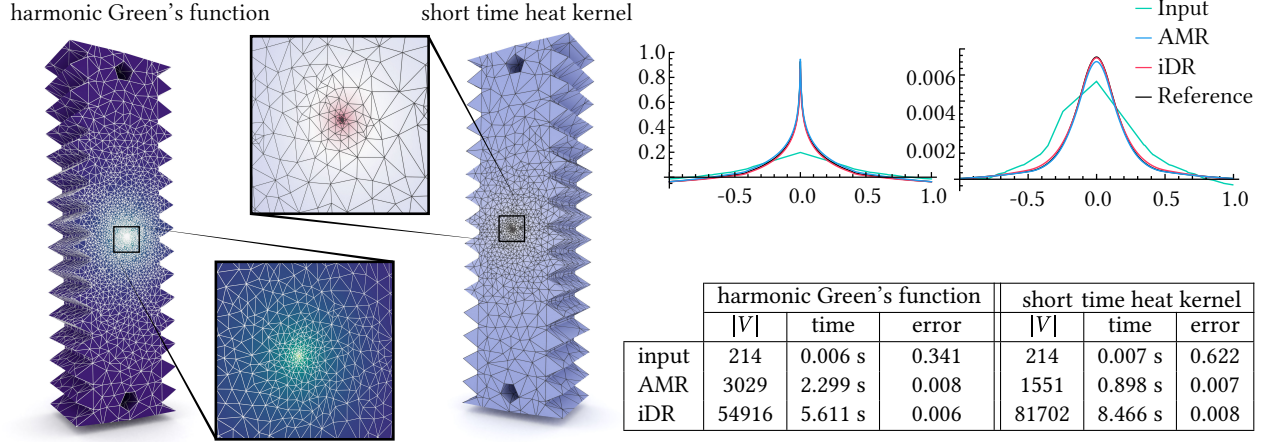 harmonic Green's function
short time heat kernel
Input
AMR
iDR
Reference
1.0
0.8
0.6
0.4
0.2
-0.5 0.0 0.5 1.0
0.006
0.002
-0.5 0.0 0.5 1.0
harmonic Green's function short time heat kernel
|V| time error |V| time error
input 214 0.006 s 0.341 214 0.007 s 0.622
AMR 3029 2.299 s 0.008 1551 0.898 s 0.007
iDR 54916 5.611 s 0.006 81702 8.466 s 0.008